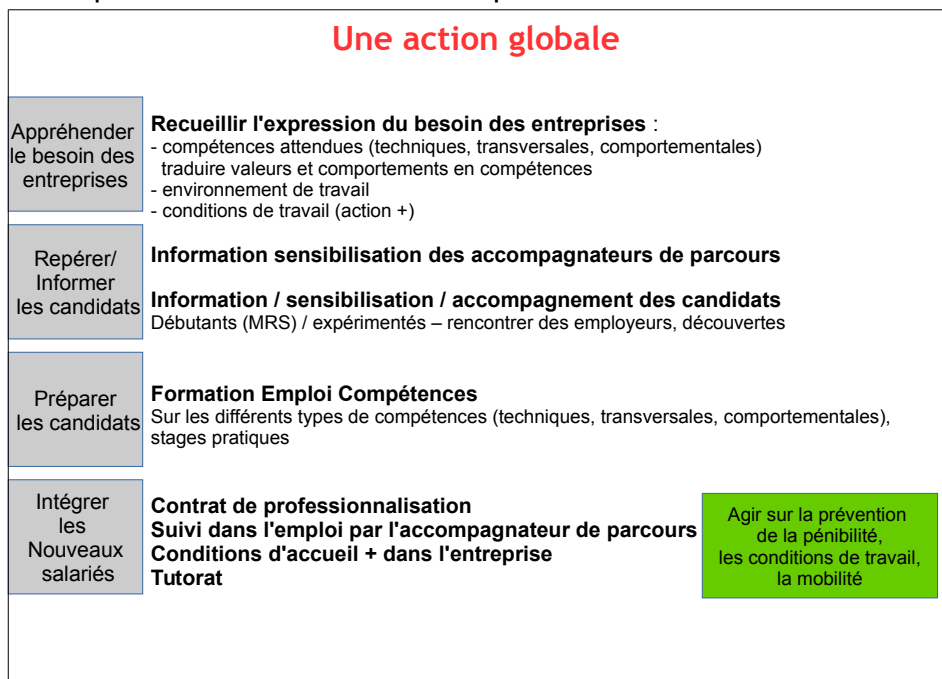 Une action globale
Appréhender
le besoin des
entreprises
Recueillir l'expression du besoin des entreprises :
- compétences attendues (techniques, transversales, comportementales)
traduire valeurs et comportements en compétences
- environnement de travail
- conditions de travail (action +)
Repérer/
Informer
les candidats
Information sensibilisation des accompagnateurs de parcours
Information / sensibilisation / accompagnement des candidats
Débutants (MRS) / expérimentés – rencontrer des employeurs, découvertes
Préparer
les candidats
Formation Emploi Compétences
Sur les différents types de compétences (techniques, transversales, comportementales),
stages pratiques
Intégrer
les
Nouveaux
salariés
Contrat de professionnalisation
Suivi dans l'emploi par l'accompagnateur de parcours
Conditions d'accueil + dans l'entreprise
Tutorat
Agir sur la prévention
de la pénibilité,
les conditions de travail,
la mobilité